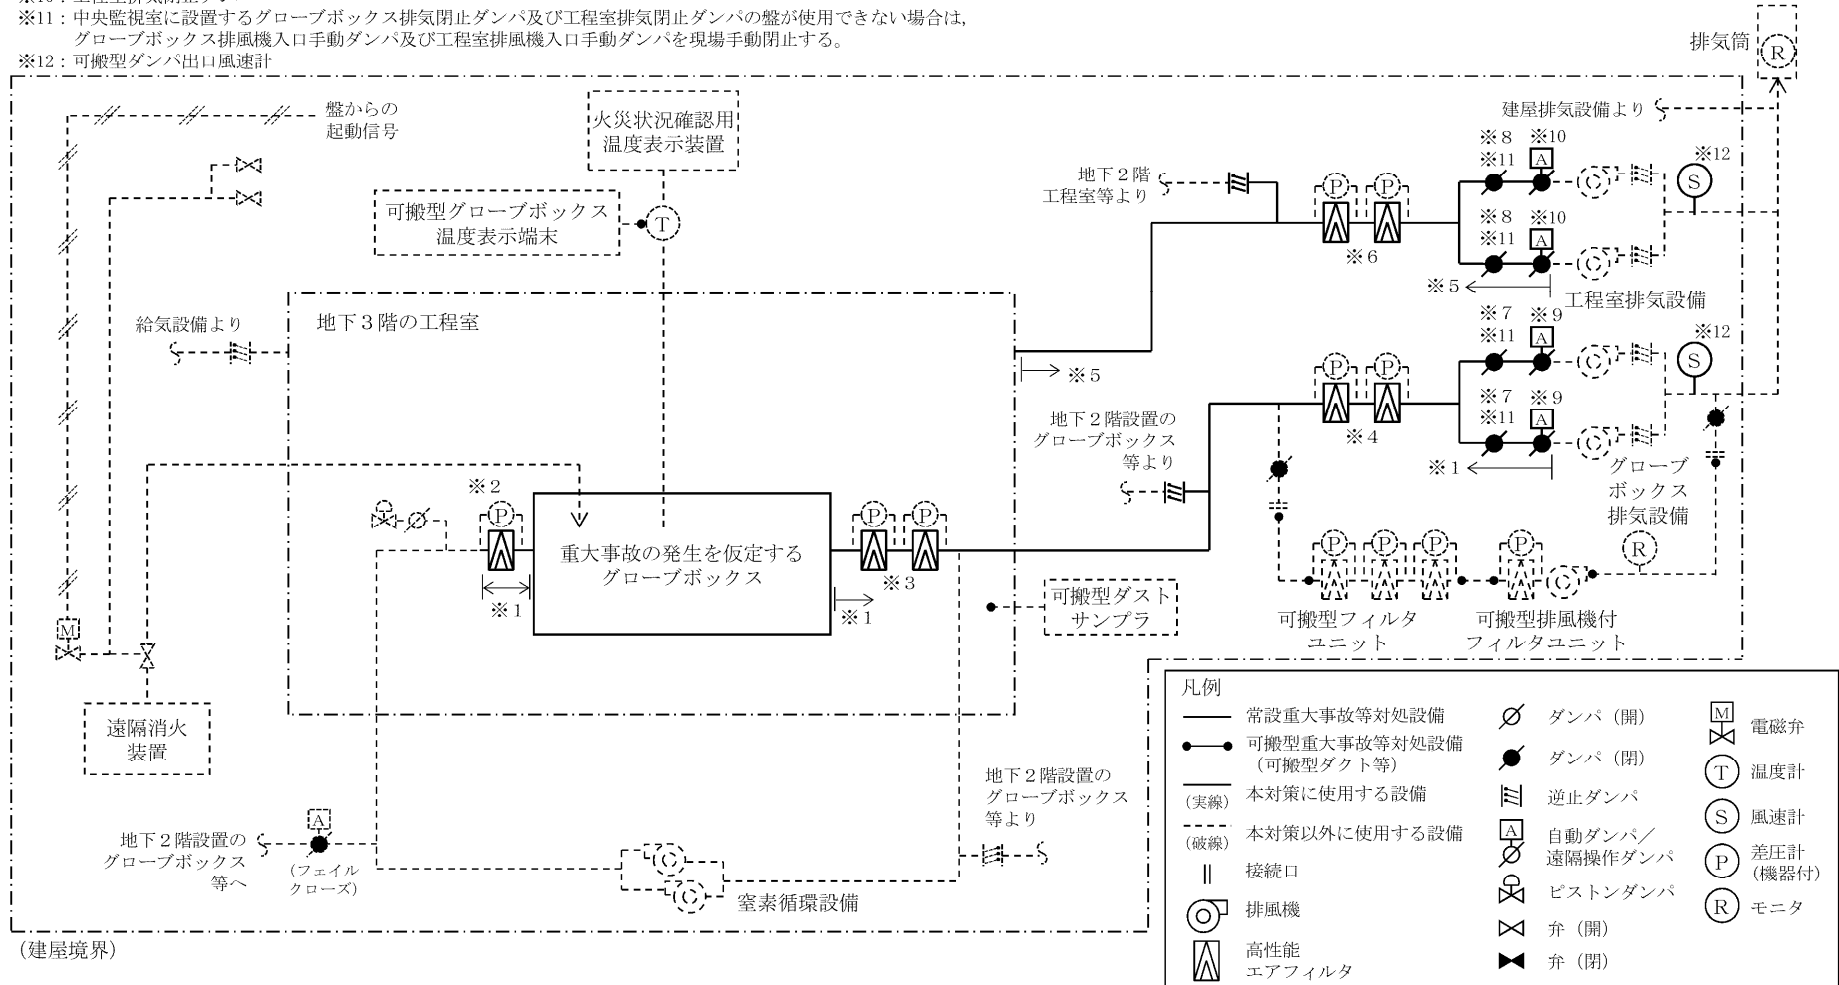 ※11：中央監視室に設置するグローブボックス排気閉止ダンパ及び工程室排気閉止ダンパの盤が使用できない場合は，
グローブボックス排風機入口手動ダンパ及び工程室排風機入口手動ダンパを現場手動閉止する。
※12：可搬型ダンパ出口風速計
排気筒
R
盤からの
起動信号
火災状況確認用
温度表示装置
建屋排気設備より
可搬型グローブボックス
温度表示端末
T
地下２階
工程室等より
P
P
※6
※8
※10
※11
A
※12
S
※8
※10
※11
A
※5
工程室排気設備
給気設備より
地下３階の工程室
※5
※7
※9
※11
A
※12
S
P
P
※4
※7
※9
※11
A
※1
地下２階設置の
グローブボックス
等より
グローブ
ボックス
排気設備
R
※2
P
重大事故の発生を仮定する
グローブボックス
P
P
※3
※1
※1
P
P
P
P
可搬型フィルタ
ユニット
可搬型排風機付
フィルタユニット
可搬型ダスト
サンプラ
M
遠隔消火
装置
地下２階設置の
グローブボックス
等へ
A
（フェイル
クローズ）
窒素循環設備
地下２階設置の
グローブボックス
等より
（建屋境界）
凡例
常設重大事故等対処設備
可搬型重大事故等対処設備
（可搬型ダクト等）
（実線）
本対策に使用する設備
（破線）
本対策以外に使用する設備
接続口
排風機
高性能
エアフィルタ
ダンパ（開）
ダンパ（閉）
逆止ダンパ
A
自動ダンパ／
遠隔操作ダンパ
ピストンダンパ
弁（開）
弁（閉）
M
電磁弁
T
温度計
S
風速計
P
差圧計
（機器付）
R
モニタ